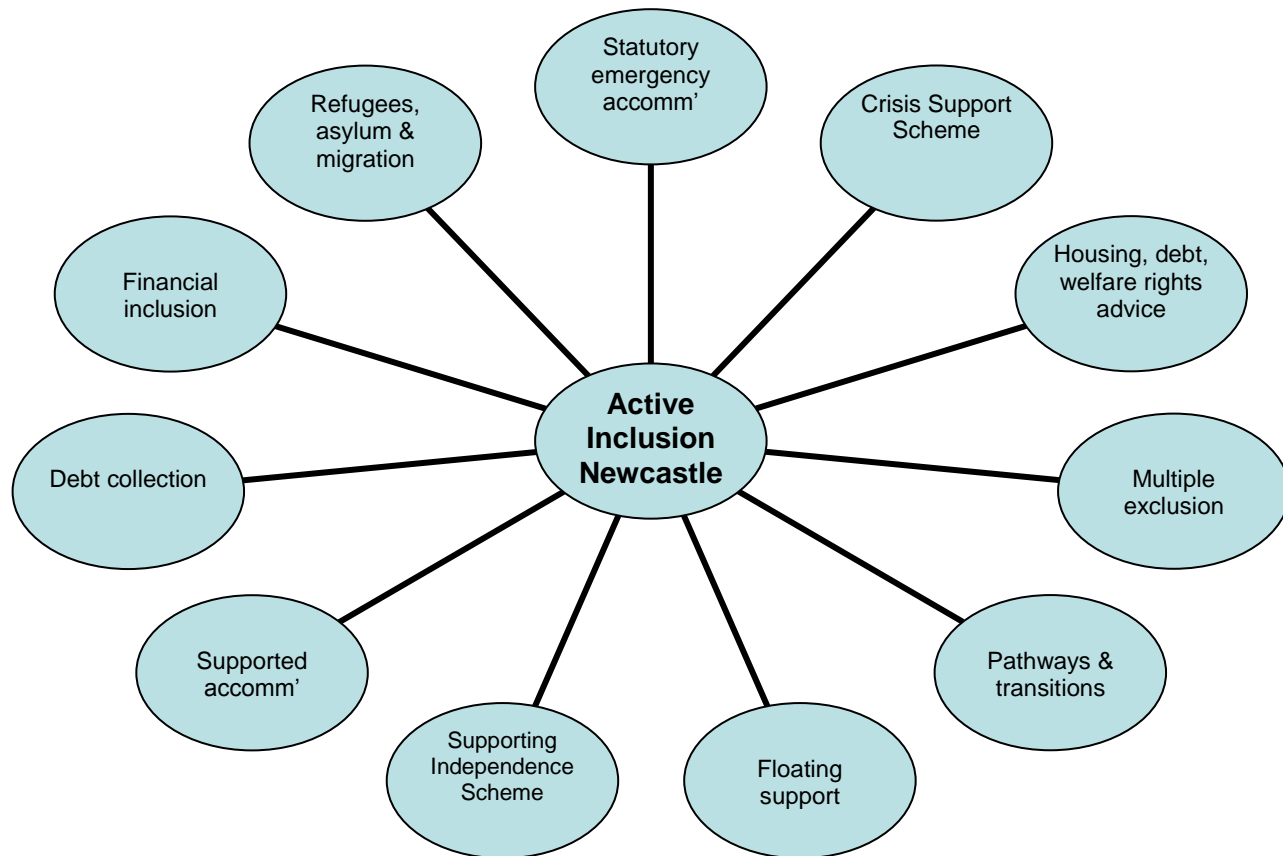 Statutory
emergency
accomm’
Crisis Support
Scheme
Housing, debt,
welfare rights
advice
Multiple
exclusion
Pathways &
transitions
Floating
support
Supporting
Independence
Scheme
Supported
accomm’
Debt collection
Financial
inclusion
Refugees,
asylum &
migration
Active
Inclusion
Newcastle